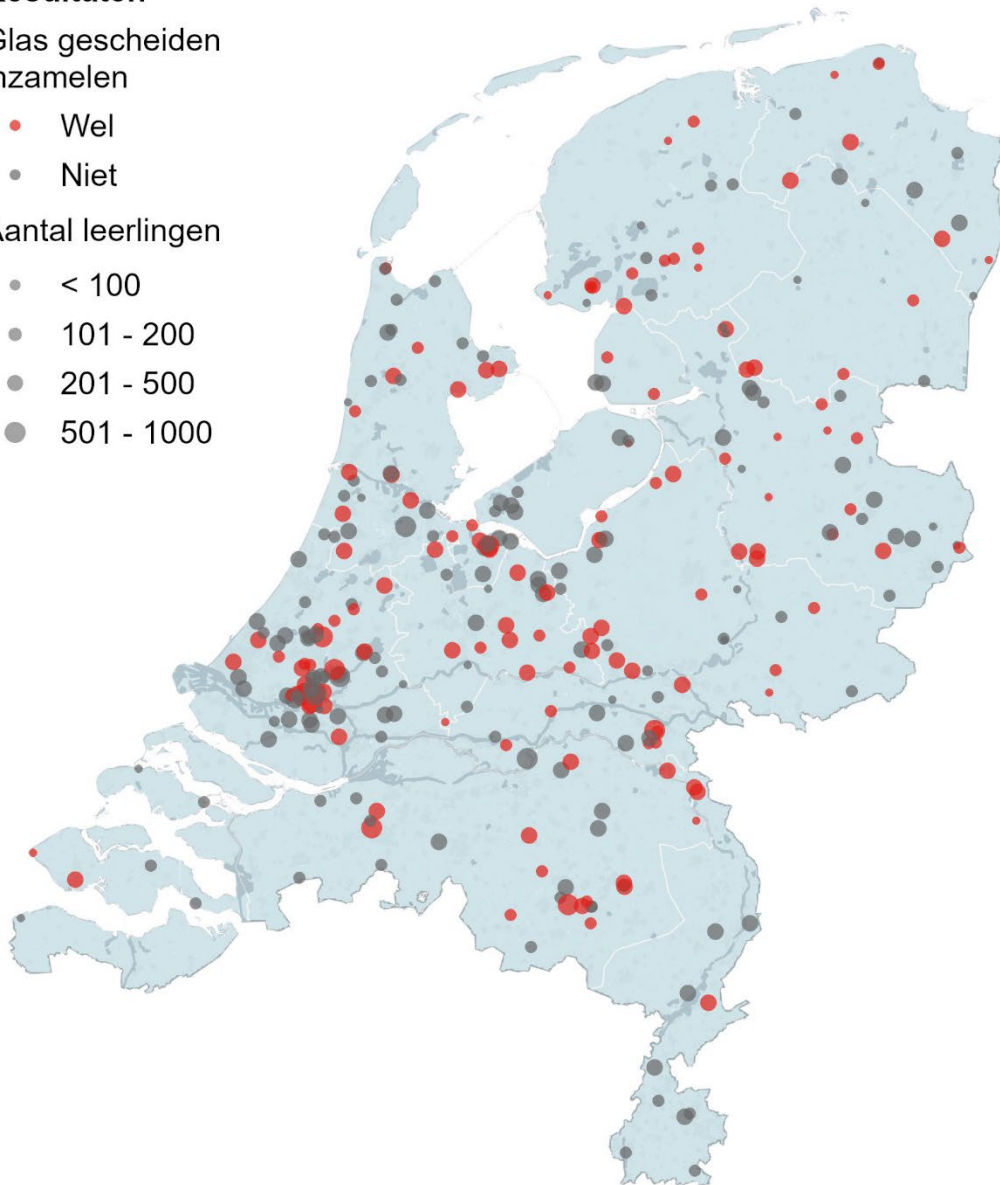 Glas gescheiden
nzamelen
Wel
Niet
Aantal leerlingen
< 100
101 - 200
201 - 500
501 - 1000